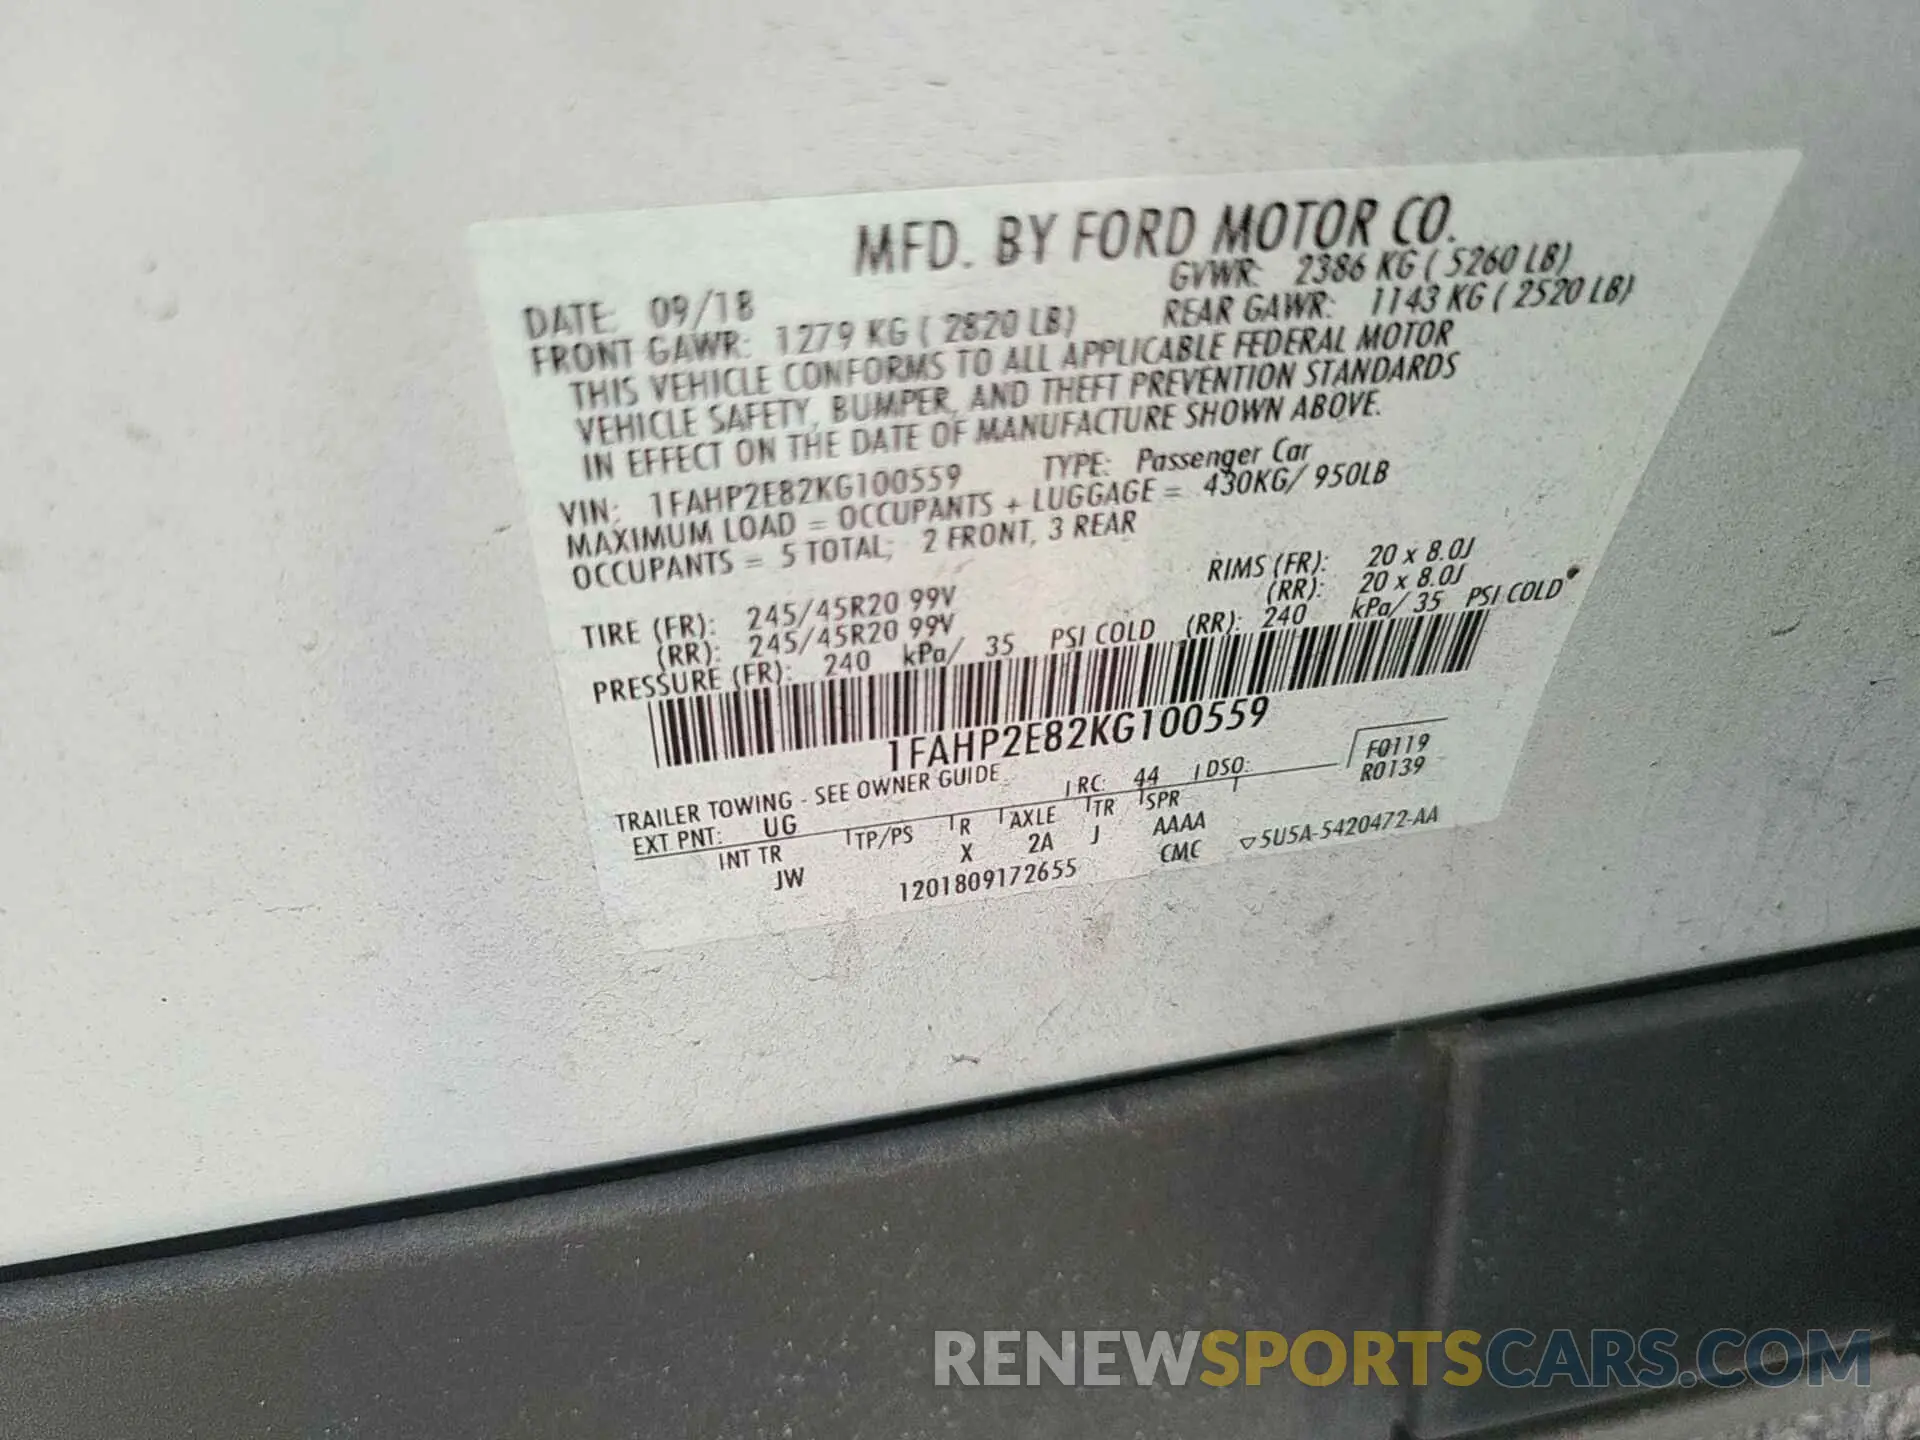 MFD. BY FORD MOTOR CO.
DATE: 09/18 GVWR: 2386 KG ( 5260 LB)
FRONT GAWR: 1279 KG ( 2820 LB) REAR GAWR: 1143 KG ( 2520 LB)
THIS VEHICLE CONFORMS TO ALL APPLICABLE FEDERAL MOTOR
VEHICLE SAFETY, BUMPER, AND THEFT PREVENTION STANDARDS
IN EFFECT ON THE DATE OF MANUFACTURE SHOWN ABOVE.
VIN: 1FAHP2E82KG100559 TYPE: Passenger Car
MAXIMUM LOAD = OCCUPANTS + LUGGAGE = 430KG/ 950LB
OCCUPANTS = 5 TOTAL; 2 FRONT, 3 REAR
TIRE (FR): 245/45R20 99V RIMS (FR): 20 x 8.0J
(RR): 245/45R20 99V (RR): 20 x 8.0J
PRESSURE (FR): 240 kPa/ 35 PSI COLD (RR): 240 kPa/ 35 PSI COLD
1FAHP2E82KG100559
F0119
R0139
TRAILER TOWING - SEE OWNER GUIDE
EXT PNT: UG RC: 44 DSO:
INT TR TP/PS R AXLE TR SPR
JW X 2A J AAAA
1201809172655 CMC ▽5U5A-5420472-AA
RENEWSPORTSCARS.COM